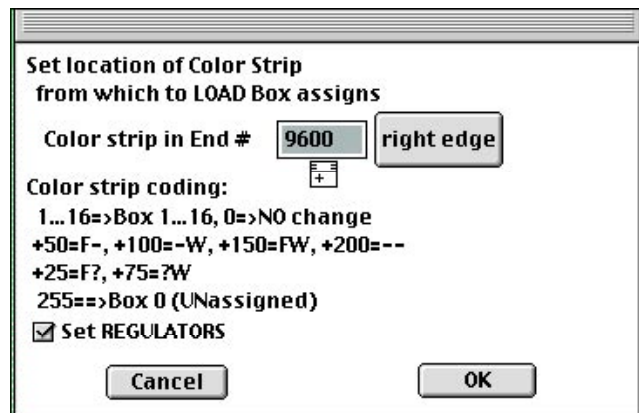 Set location of Color Strip
from which to LOAD Box assigns
Color strip in End # 9600 right edge
Color strip coding:
1...16=>Box 1...16, 0=>NO change
+50=F-, +100=-W, +150=FW, +200=--
+25=F?, +75=?W
255==>Box 0 (UNassigned)
Set REGULATORS
Cancel OK